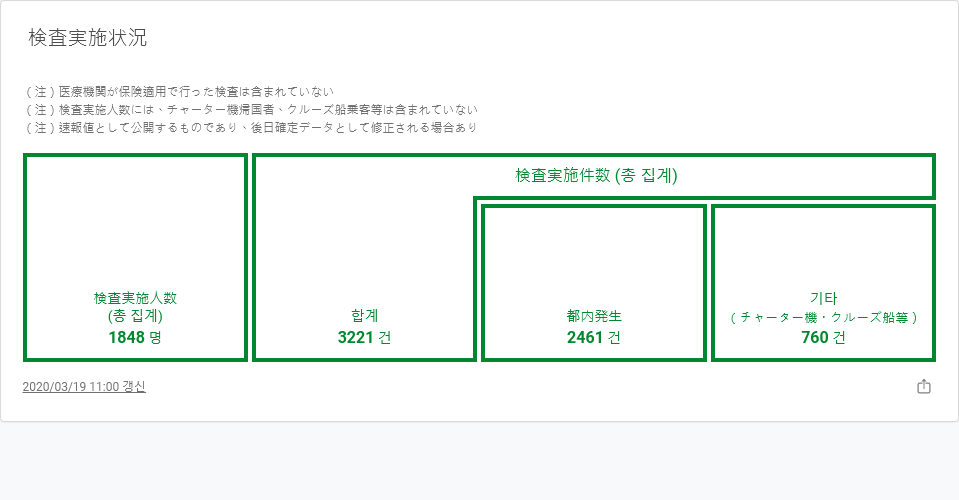 検査実施状況
( 注 ) 医療機関が保険適用で行った検査は含まれていない
( 注 ) 検査実施人数には、チャーター機帰国者、クルーズ船乗客等は含まれていない
( 注 ) 速報値として公開するものであり、後日確定データとして修正される場合あり
検査実施件数 (총 집계)
検査実施人数
(총 집계)
1848 명
합계
3221 건
都内発生
2461 건
기타
( チャーター機・クルーズ船等 )
760 건
2020/03/19 11:00 갱신